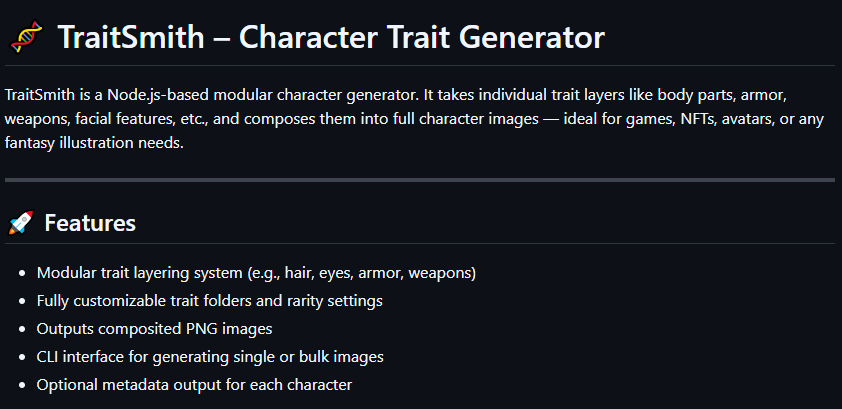 🧬 TraitSmith – Character Trait Generator
TraitSmith is a Node.js-based modular character generator. It takes individual trait layers like body parts, armor,
weapons, facial features, etc., and composes them into full character images — ideal for games, NFTs, avatars, or any
fantasy illustration needs.
🚀 Features
• Modular trait layering system (e.g., hair, eyes, armor, weapons)
• Fully customizable trait folders and rarity settings
• Outputs composited PNG images
• CLI interface for generating single or bulk images
• Optional metadata output for each character